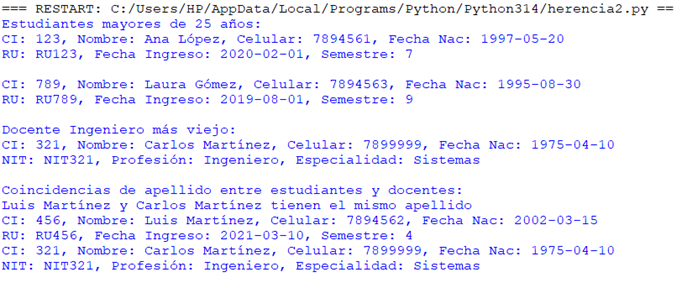 === RESTART: C:/Users/HP/AppData/Local/Programs/Python/Python314/herencia2.py ==
Estudiantes mayores de 25 años:
CI: 123, Nombre: Ana López, Celular: 7894561, Fecha Nac: 1997-05-20
RU: RU123, Fecha Ingreso: 2020-02-01, Semestre: 7
CI: 789, Nombre: Laura Gómez, Celular: 7894563, Fecha Nac: 1995-08-30
RU: RU789, Fecha Ingreso: 2019-08-01, Semestre: 9
Docente Ingeniero más viejo:
CI: 321, Nombre: Carlos Martínez, Celular: 7899999, Fecha Nac: 1975-04-10
NIT: NIT321, Profesión: Ingeniero, Especialidad: Sistemas
Coincidencias de apellido entre estudiantes y docentes:
Luis Martínez y Carlos Martínez tienen el mismo apellido
CI: 456, Nombre: Luis Martínez, Celular: 7894562, Fecha Nac: 2002-03-15
RU: RU456, Fecha Ingreso: 2021-03-10, Semestre: 4
CI: 321, Nombre: Carlos Martínez, Celular: 7899999, Fecha Nac: 1975-04-10
NIT: NIT321, Profesión: Ingeniero, Especialidad: Sistemas